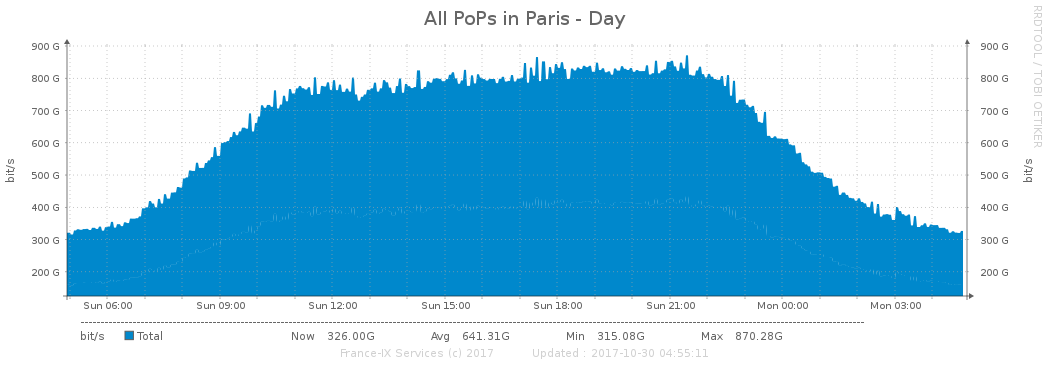 All PoPs in Paris - Day
RRDTOOL / TOBI OETIKER
900 G 900 G
800 G 800 G
700 G 700 G
600 G 600 G
500 G 500 G
400 G 400 G
300 G 300 G
200 G 200 G
bit/s
bit/s
Sun 06:00 Sun 09:00 Sun 12:00 Sun 15:00 Sun 18:00 Sun 21:00 Mon 00:00 Mon 03:00
bit/s Total Now 326.00G Avg 641.31G Min 315.08G Max 870.28G
France-IX Services (c) 2017 Updated : 2017-10-30 04:55:11